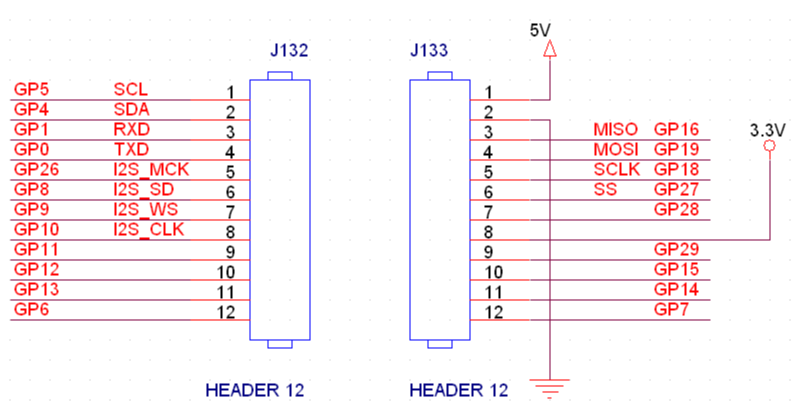 5V
J132 J133
GP5 SCL 1 1
GP4 SDA 2 2
GP1 RXD 3 3 MISO GP16 3.3V
GP0 TXD 4 4 MOSI GP19
GP26 I2S_MCK 5 5 SCLK GP18
GP8 I2S_SD 6 6 SS GP27
GP9 I2S_WS 7 7 GP28
GP10 I2S_CLK 8 8
GP11 9 9 GP29
GP12 10 10 GP15
GP13 11 11 GP14
GP6 12 12 GP7
HEADER 12 HEADER 12